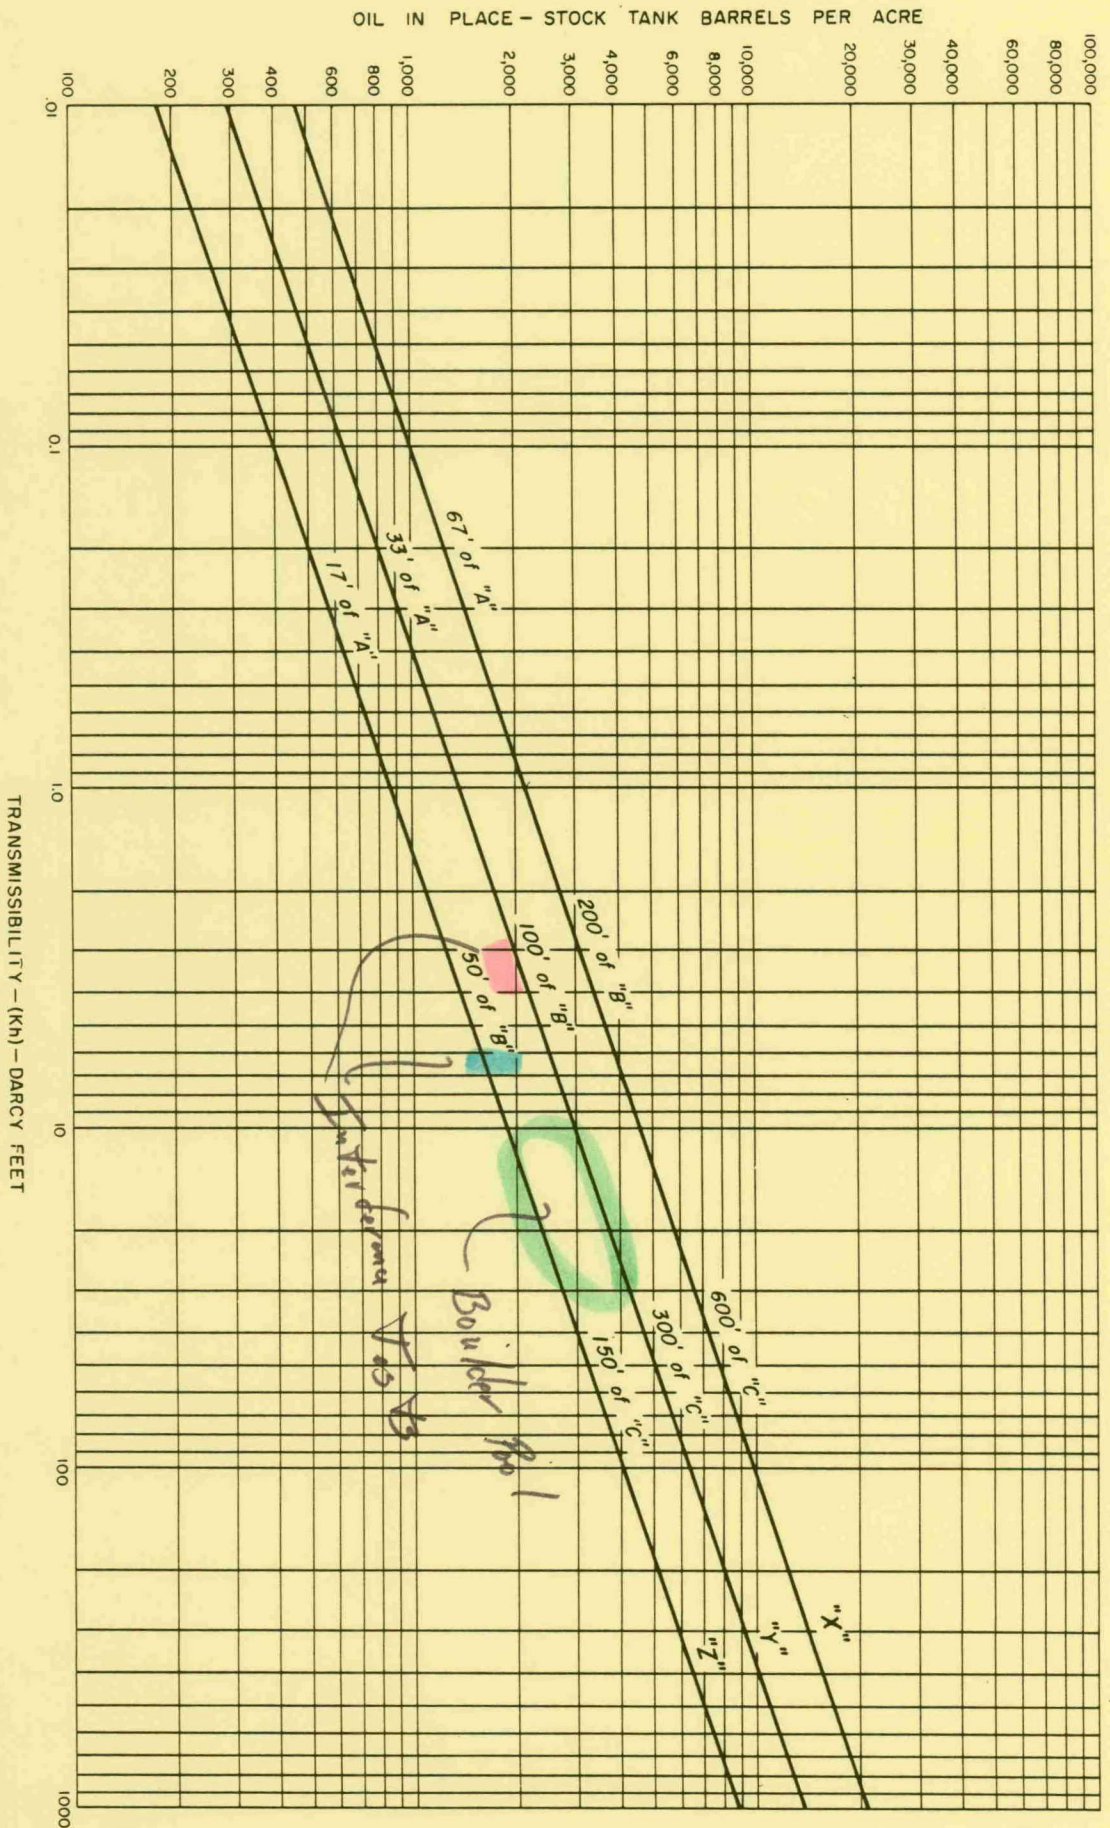 OIL IN PLACE - STOCK TANK BARRELS PER ACRE
100,000
80,000
60,000
40,000
30,000
20,000
10,000
8,000
6,000
4,000
3,000
2,000
1,000
800
600
400
300
200
100
.01
0.1
1.0
10
100
1000
67' of "A"
33' of "A"
17' of "A"
200' of "B"
100' of "B"
50' of "B"
600' of "C"
300' of "C"
150' of "C"
"X"
"Y"
"Z"
Boulder Pool
Tests
TRANSMISSIBILITY - (Kh) - DARCY FEET